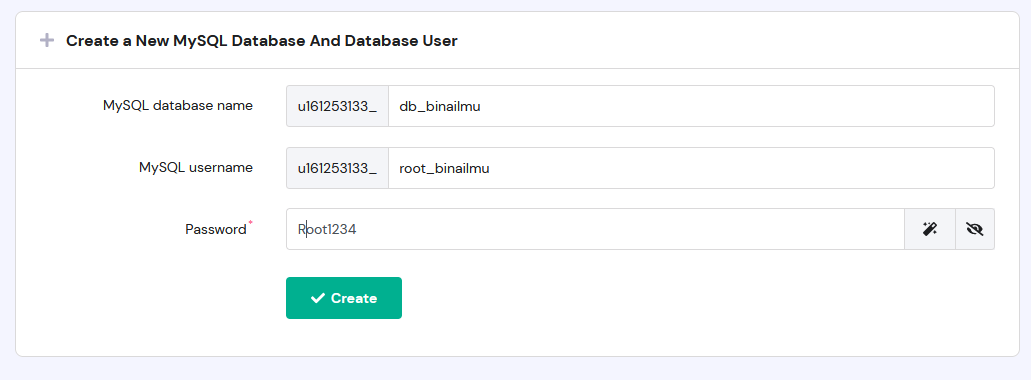 Create a New MySQL Database And Database User
MySQL database name u161253133_ db_binailmu
MySQL username u161253133_ root_binailmu
Password* Root1234
Create